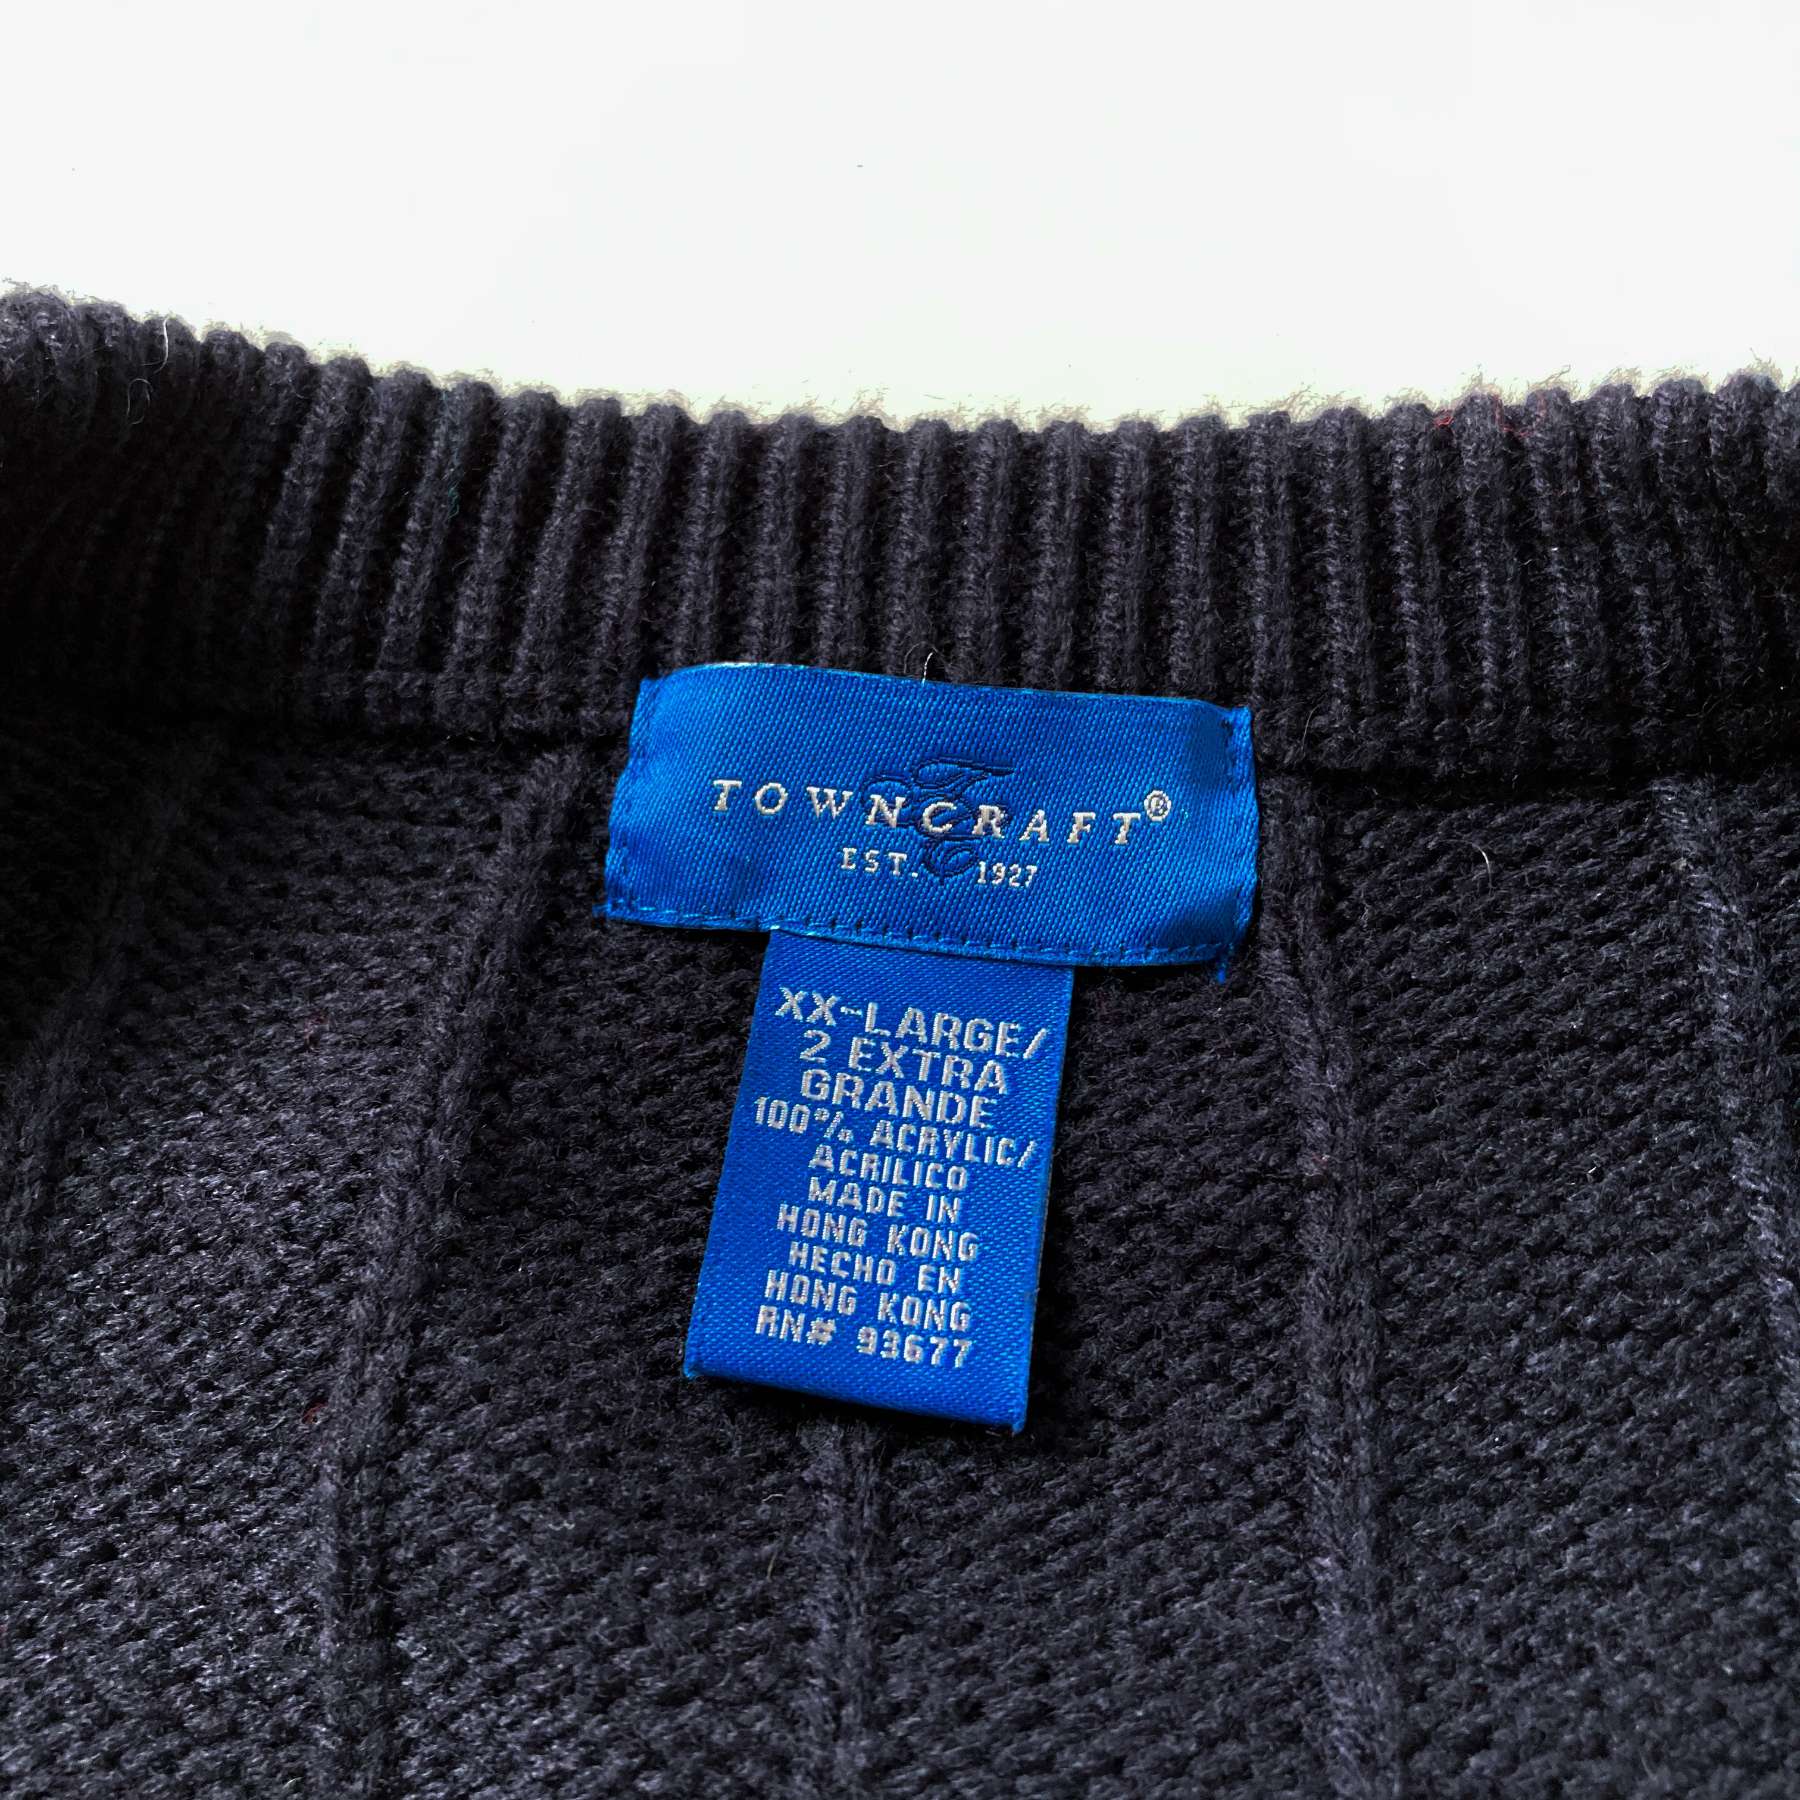 TOWNCRAFT®
EST. 1927
XX-LARGE/
2 EXTRA
GRANDE
100% ACRYLIC/
ACRILICO
MADE IN
HONG KONG
HECHO EN
HONG KONG
RN# 93677